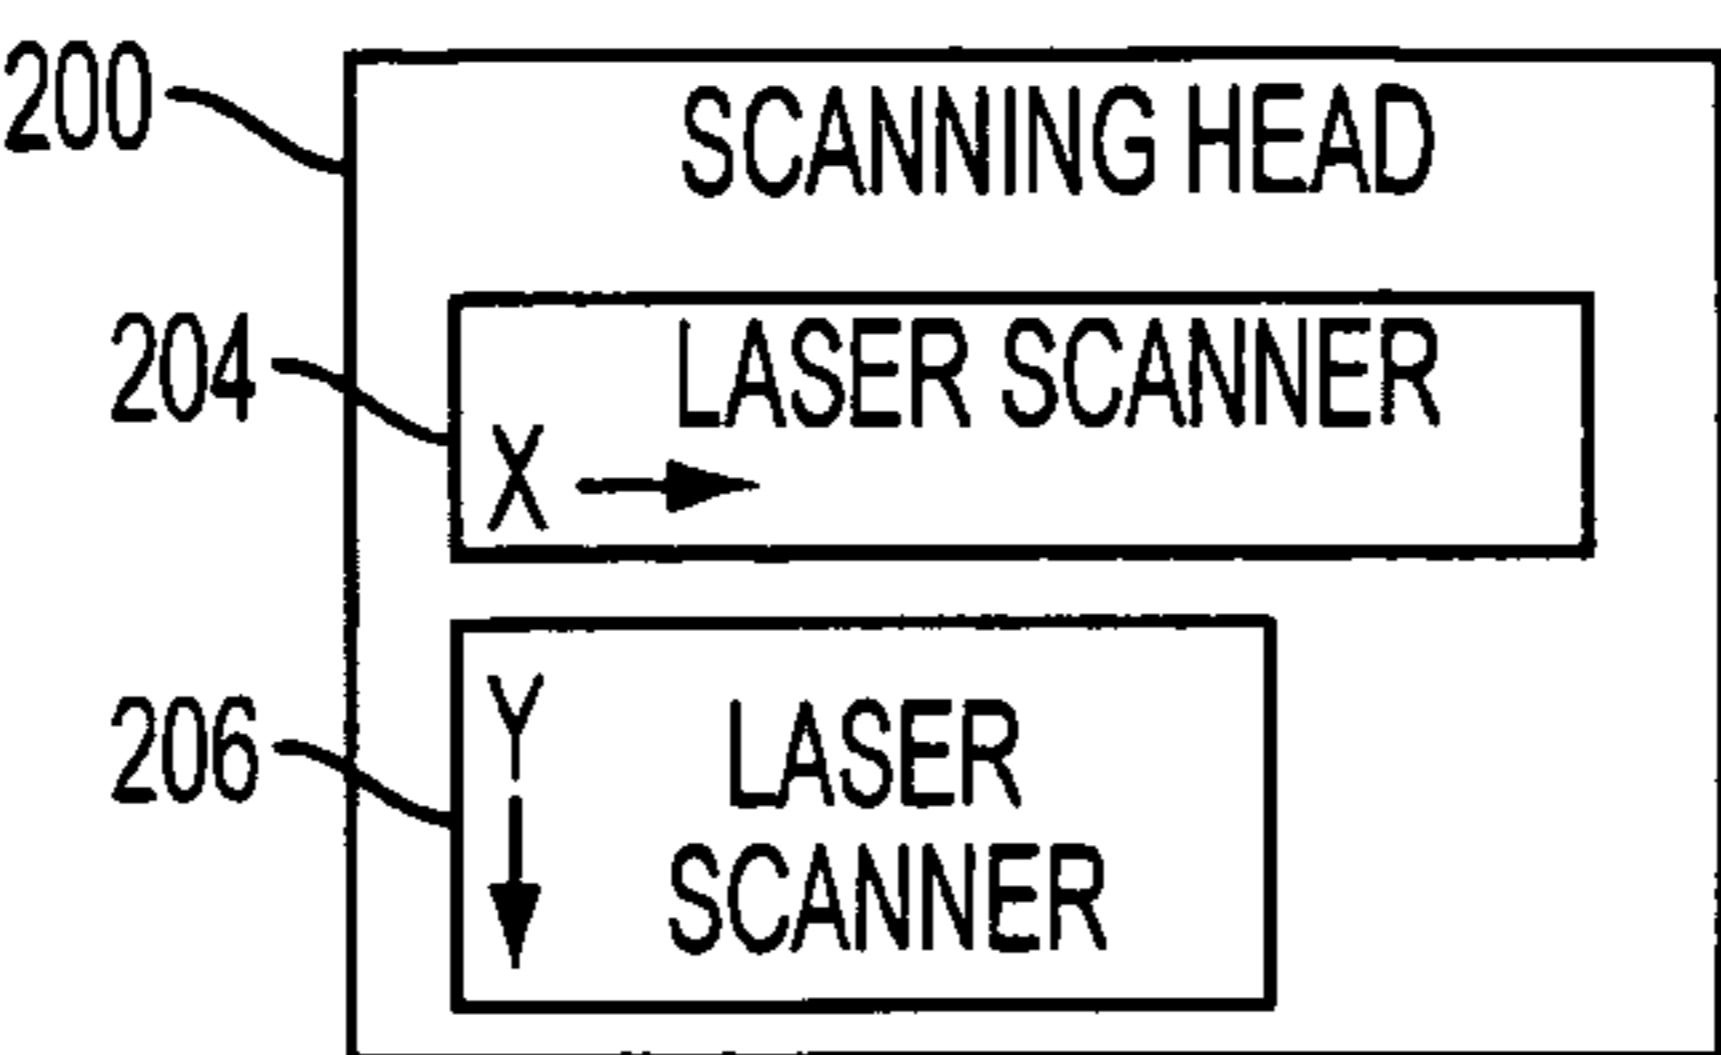 200
SCANNING HEAD
204
LASER SCANNER
X
206
Y
LASER
SCANNER